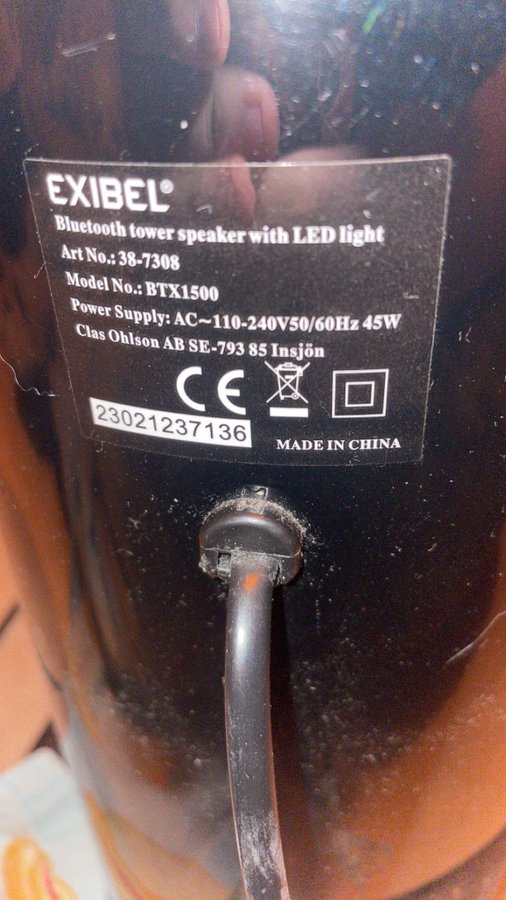 EXIBEL®
Bluetooth tower speaker with LED light
Art No.: 38-7308
Model No.: BTX1500
Power Supply: AC~110-240V50/60Hz 45W
Clas Ohlson AB SE-793 85 Insjön
CE
23021237136
MADE IN CHINA